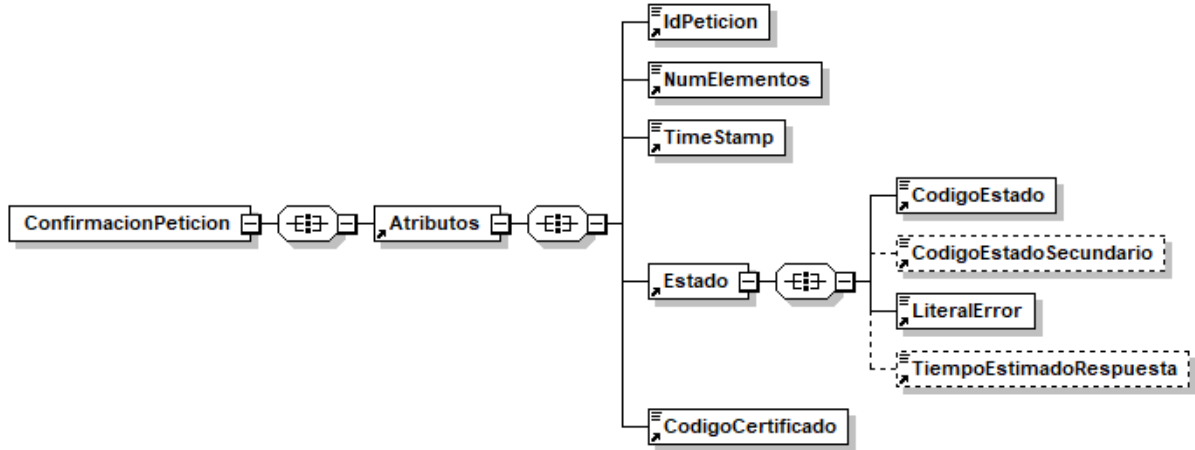 IdPeticion
NumElementos
TimeStamp
CodigoEstado
ConfirmacionPeticion
Atributos
CodigoEstadoSecundario
Estado
LiteralError
TiempoEstimadoRespuesta
CodigoCertificado